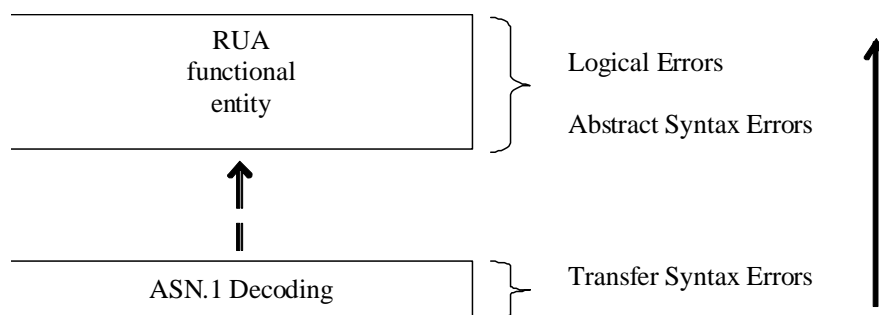 RUA
functional
entity
Logical Errors
Abstract Syntax Errors
ASN.1 Decoding
Transfer Syntax Errors